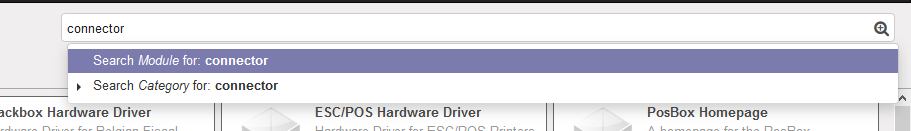 connector
Search Module for: connector
Search Category for: connector
ackbox Hardware Driver
ESC/POS Hardware Driver
PosBox Homepage
Hardware Driver for Belgian Fiscal
Hardware Driver for ESC/POS Printers
A homepage for the PosBox